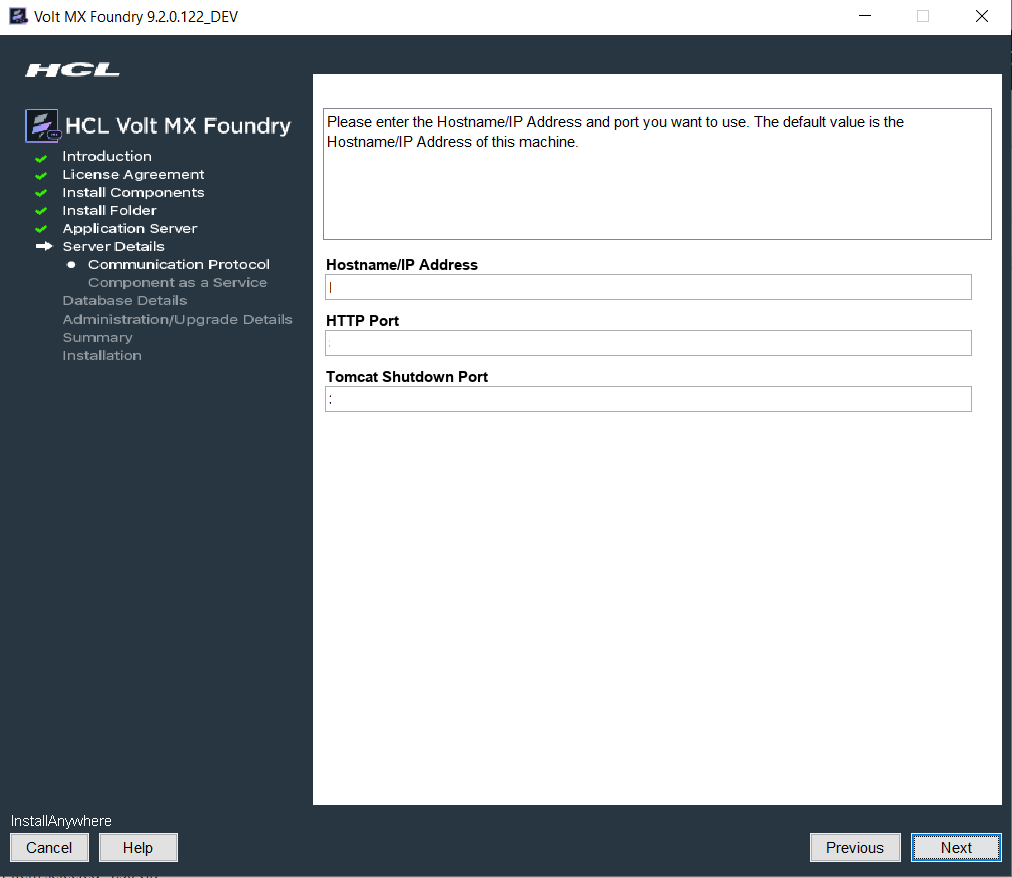 Volt MX Foundry 9.2.0.122_DEV
HCL
HCL Volt MX Foundry
Introduction
License Agreement
Install Components
Install Folder
Application Server
Server Details
Communication Protocol
Component as a Service
Database Details
Administration/Upgrade Details
Summary
Installation
Please enter the Hostname/IP Address and port you want to use. The default value is the
Hostname/IP Address of this machine.
Hostname/IP Address
HTTP Port
Tomcat Shutdown Port
InstallAnywhere
Cancel
Help
Previous
Next